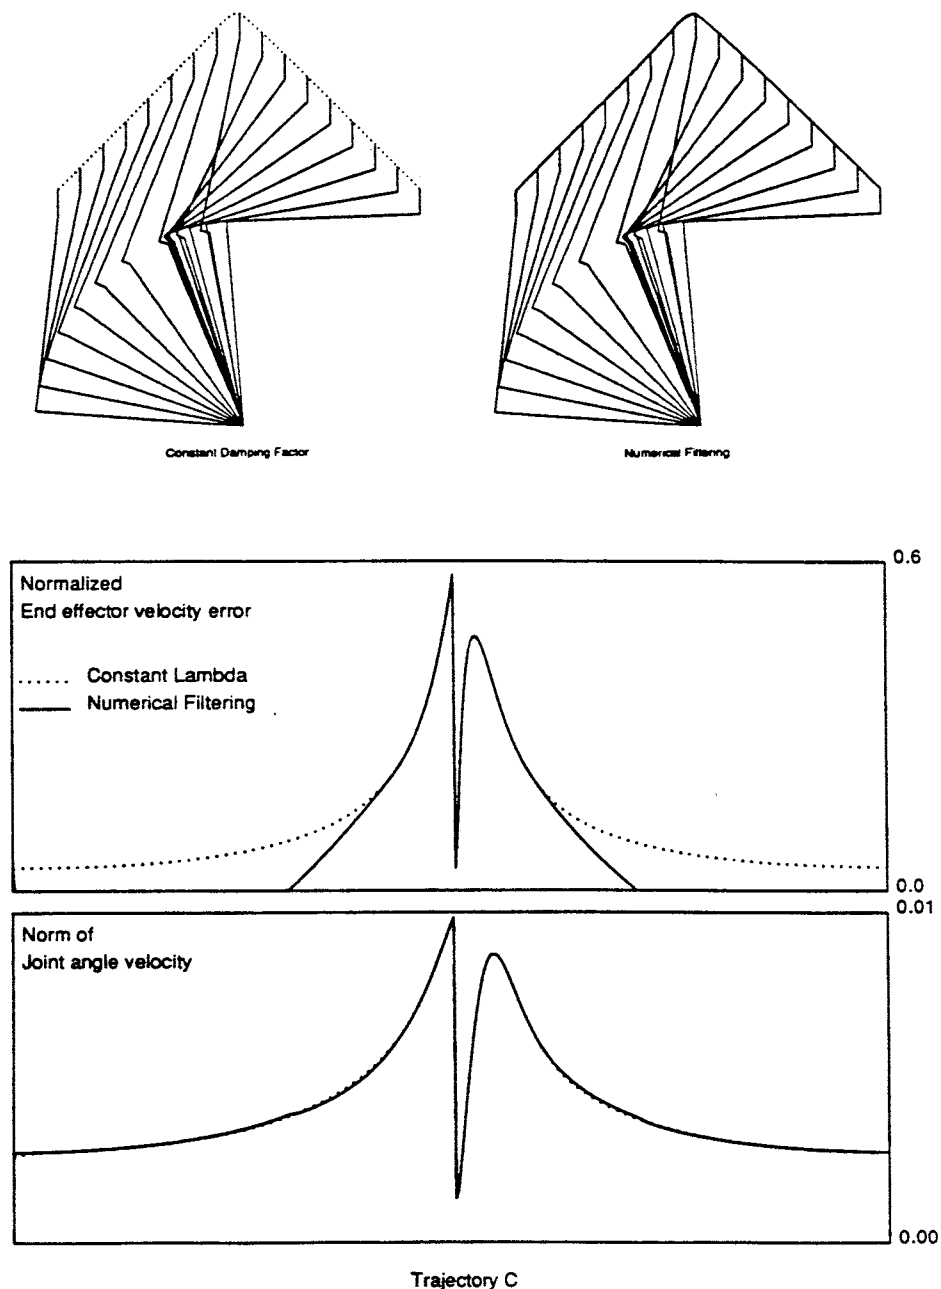 Constant Damping Factor
Numerical Filtering
0.6
Normalized
End effector velocity error
Constant Lambda
Numerical Filtering
0.0
0.01
Norm of
Joint angle velocity
0.00
Trajectory C